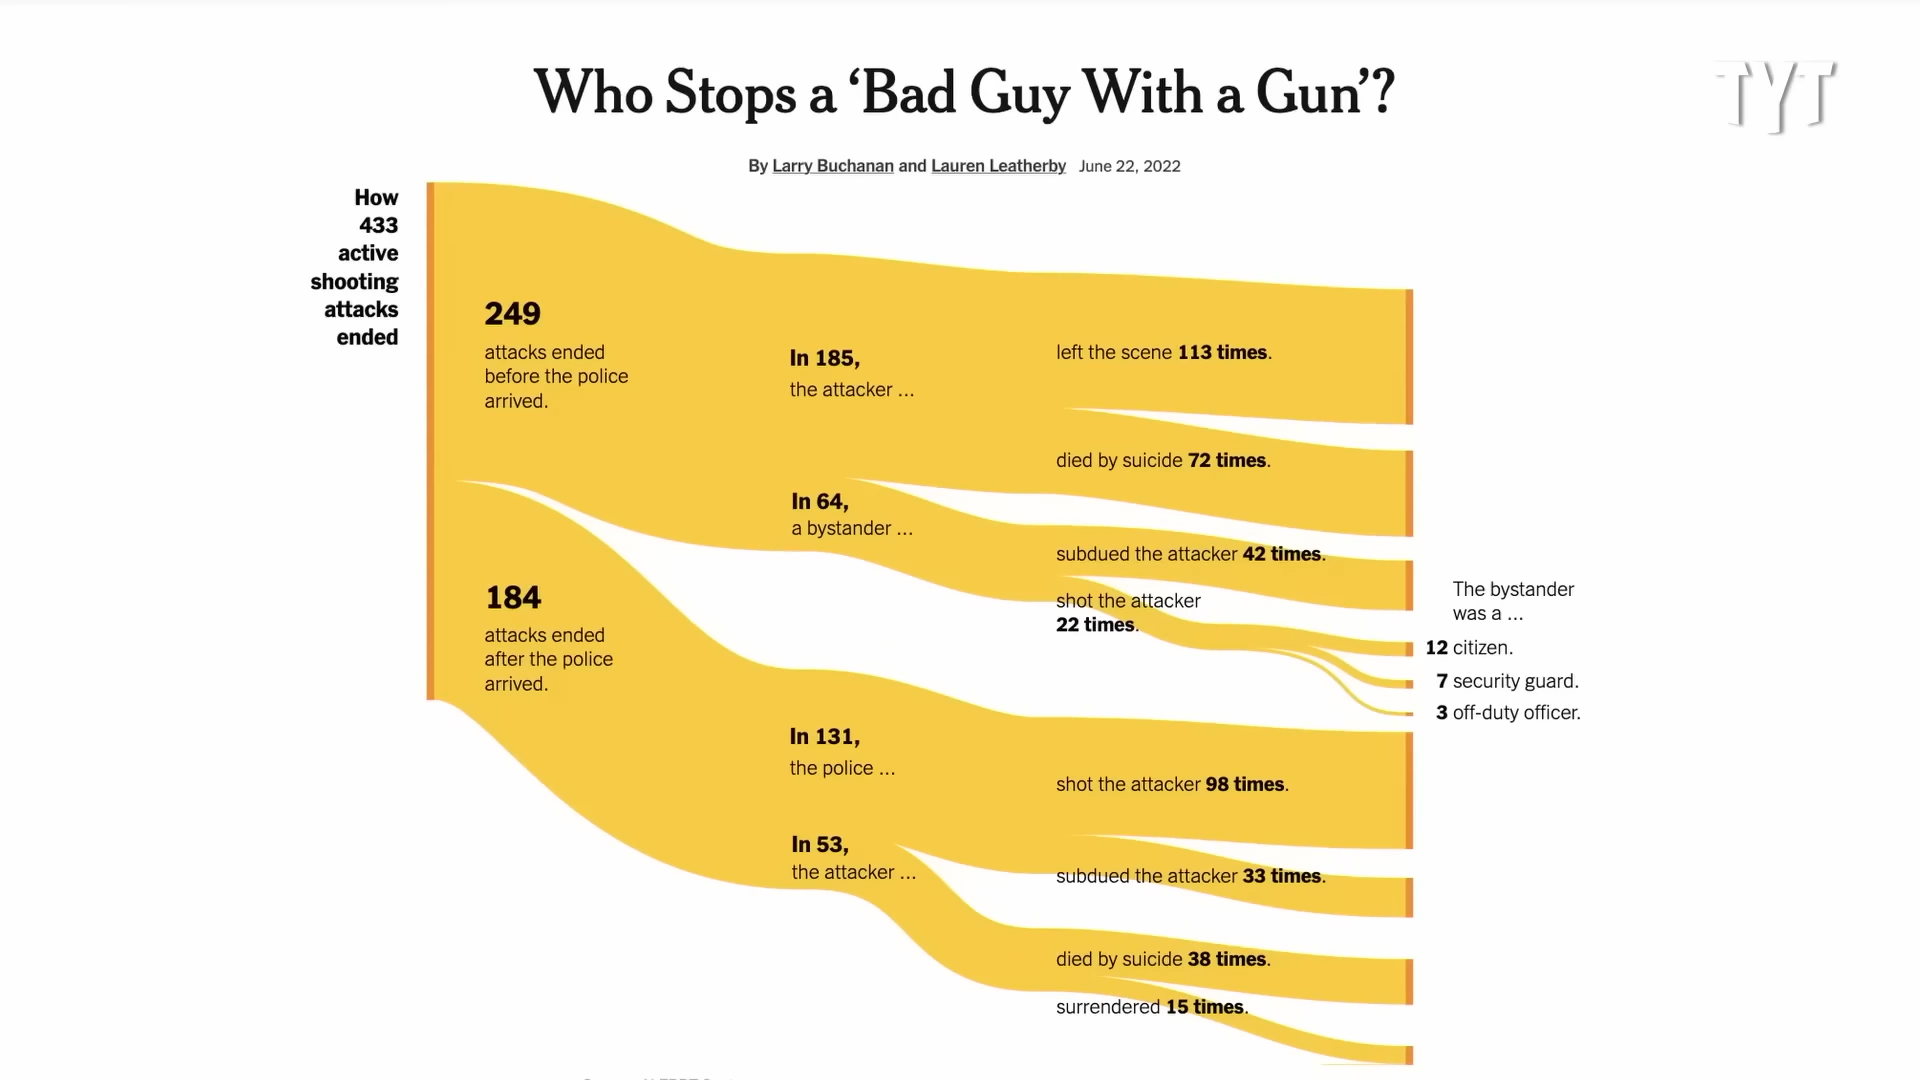 Who Stops a ‘Bad Guy With a Gun’?
TYT
By Larry Buchanan and Lauren Leatherby June 22, 2022
How
433
active
shooting
attacks
ended
249
attacks ended
before the police
arrived.
In 185,
the attacker ...
left the scene 113 times.
died by suicide 72 times.
In 64,
a bystander ...
subdued the attacker 42 times.
shot the attacker
22 times.
The bystander
was a ...
12 citizen.
7 security guard.
3 off-duty officer.
184
attacks ended
after the police
arrived.
In 131,
the police ...
shot the attacker 98 times.
subdued the attacker 33 times.
In 53,
the attacker ...
died by suicide 38 times.
surrendered 15 times.